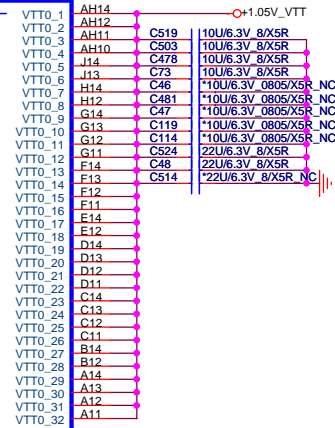 VTT0_1 AH14 +1.05V_VTT
VTT0_2 AH12
VTT0_3 AH11 C519 10U/6.3V_8/X5R
VTT0_4 AH10 C503 10U/6.3V_8/X5R
VTT0_5 J14 C478 10U/6.3V_8/X5R
VTT0_6 J13 C73 10U/6.3V_8/X5R
VTT0_7 H14 C46 *10U/6.3V_0805/X5R_NC
VTT0_8 H12 C481 *10U/6.3V_0805/X5R_NC
VTT0_9 G14 C47 *10U/6.3V_0805/X5R_NC
VTT0_10 G13 C119 *10U/6.3V_0805/X5R_NC
VTT0_11 G12 C114 *10U/6.3V_0805/X5R_NC
VTT0_12 G11 C524 22U/6.3V_8/X5R
VTT0_13 F14 C48 22U/6.3V_8/X5R
VTT0_14 F13 C514 *22U/6.3V_8/X5R_NC
VTT0_15 F12
VTT0_16 F11
VTT0_17 E14
VTT0_18 E12
VTT0_19 D14
VTT0_20 D13
VTT0_21 D12
VTT0_22 D11
VTT0_23 C14
VTT0_24 C13
VTT0_25 C12
VTT0_26 C11
VTT0_27 B14
VTT0_28 B12
VTT0_29 A14
VTT0_30 A13
VTT0_31 A12
VTT0_32 A11